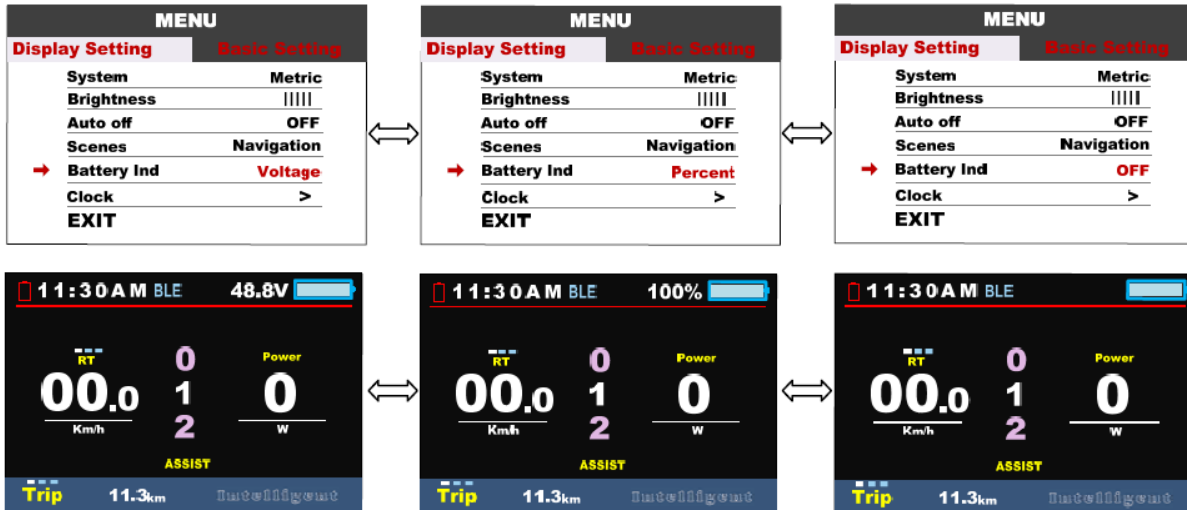 MENU
Display Setting Basic Setting
System Metric
Brightness |||||
Auto off OFF
Scenes Navigation
Battery Ind Voltage
Clock >
EXIT
MENU
Display Setting Basic Setting
System Metric
Brightness |||||
Auto off OFF
Scenes Navigation
Battery Ind Percent
Clock >
EXIT
MENU
Display Setting Basic Setting
System Metric
Brightness |||||
Auto off OFF
Scenes Navigation
Battery Ind OFF
Clock >
EXIT
11:30AM BLE 48.8V
RT 0 Power
00.0 1 0
Km/h 2 W
ASSIST
Trip 11.3km Intelligent
11:30AM BLE 100%
RT 0 Power
00.0 1 0
Km/h 2 W
ASSIST
Trip 11.3km Intelligent
11:30AM BLE
RT 0 Power
00.0 1 0
Km/h 2 W
ASSIST
Trip 11.3km Intelligent